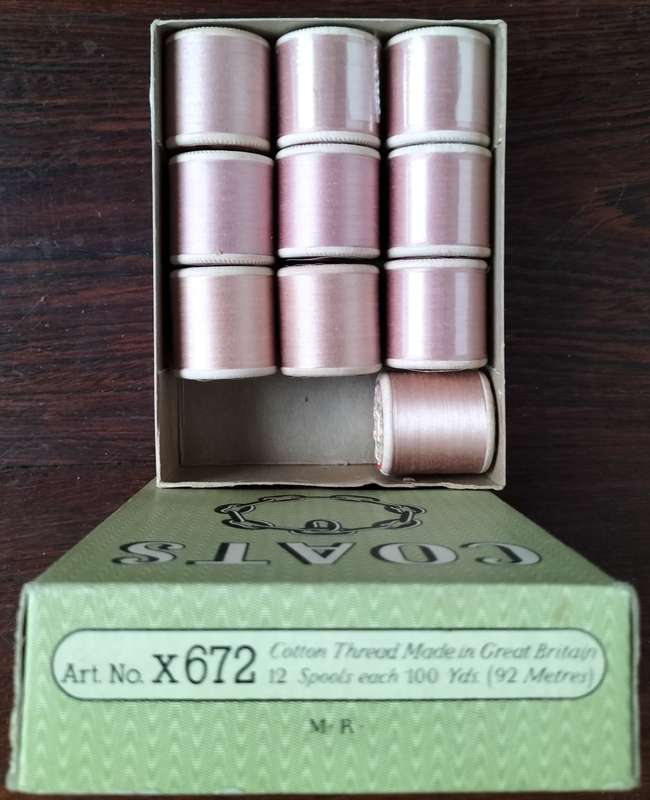 COATS
Art. No. X672
Cotton Thread Made in Great Britain
12 Spools each 100 Yds. (92 Metres)
M·R·